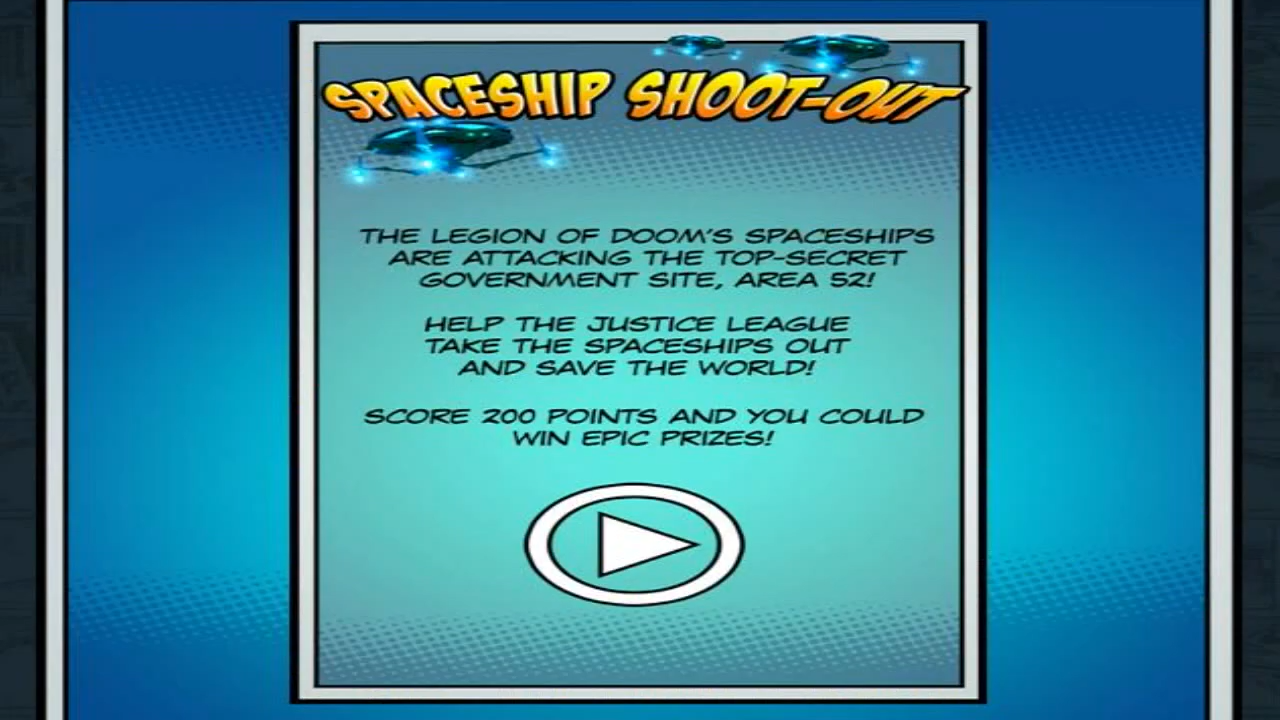 SPACESHIP SHOOT-OUT
THE LEGION OF DOOM'S SPACESHIPS
ARE ATTACKING THE TOP-SECRET
GOVERNMENT SITE, AREA 52!
HELP THE JUSTICE LEAGUE
TAKE THE SPACESHIPS OUT
AND SAVE THE WORLD!
SCORE 200 POINTS AND YOU COULD
WIN EPIC PRIZES!